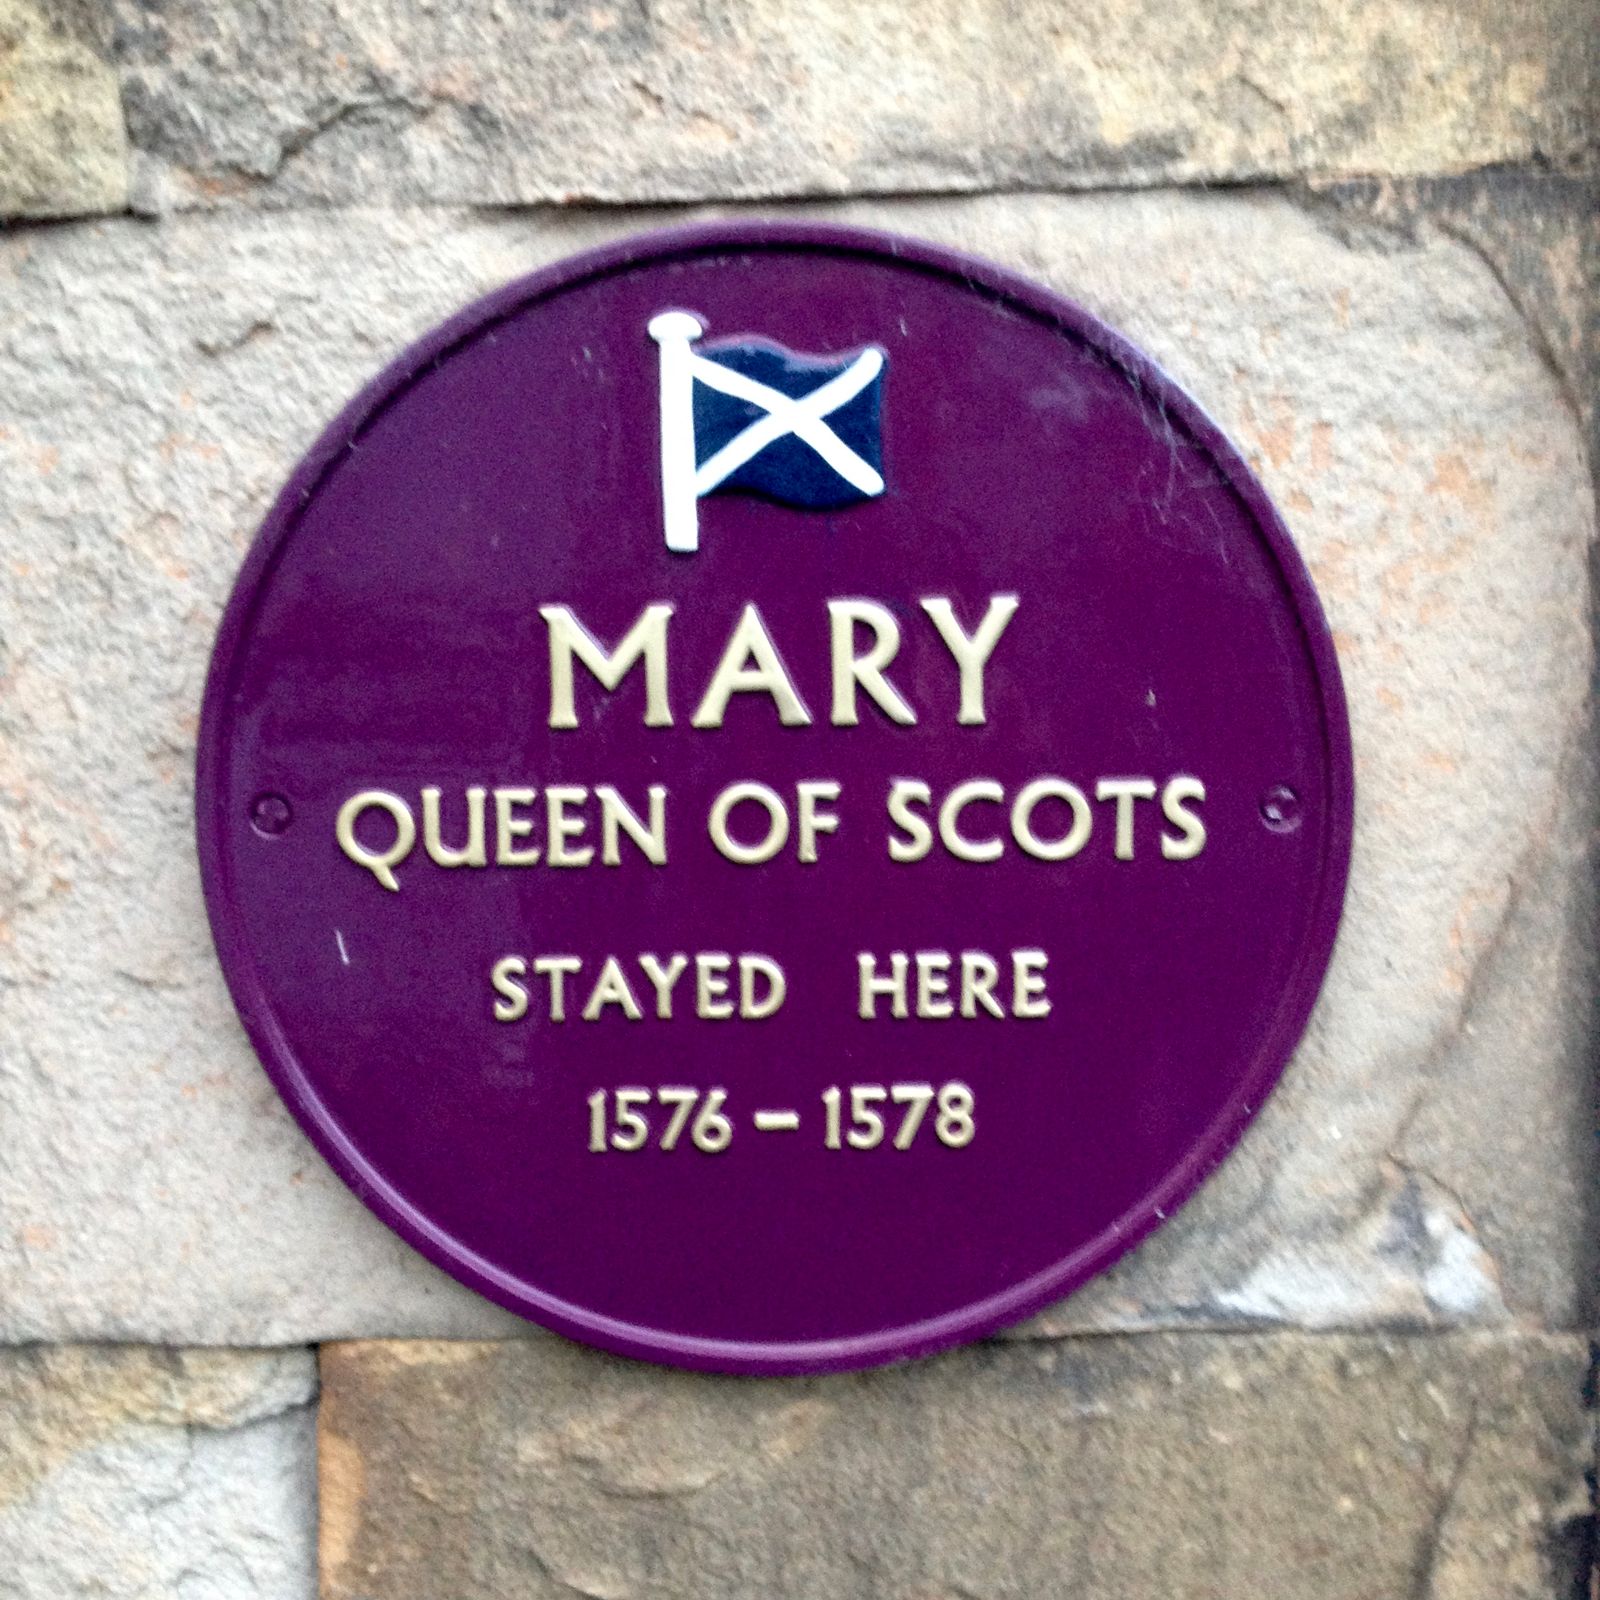 MARY
QUEEN OF SCOTS
STAYED HERE
1576 – 1578